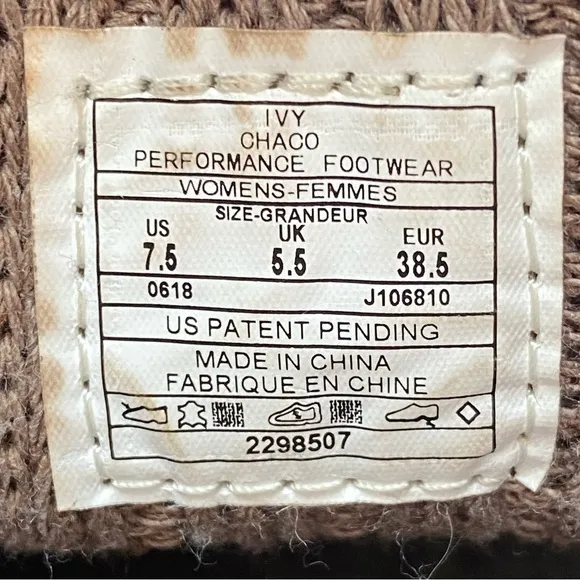 IVY
CHACO
PERFORMANCE FOOTWEAR
WOMENS-FEMMES
SIZE-GRANDEUR
US UK EUR
7.5 5.5 38.5
0618 J106810
US PATENT PENDING
MADE IN CHINA
FABRIQUE EN CHINE
2298507